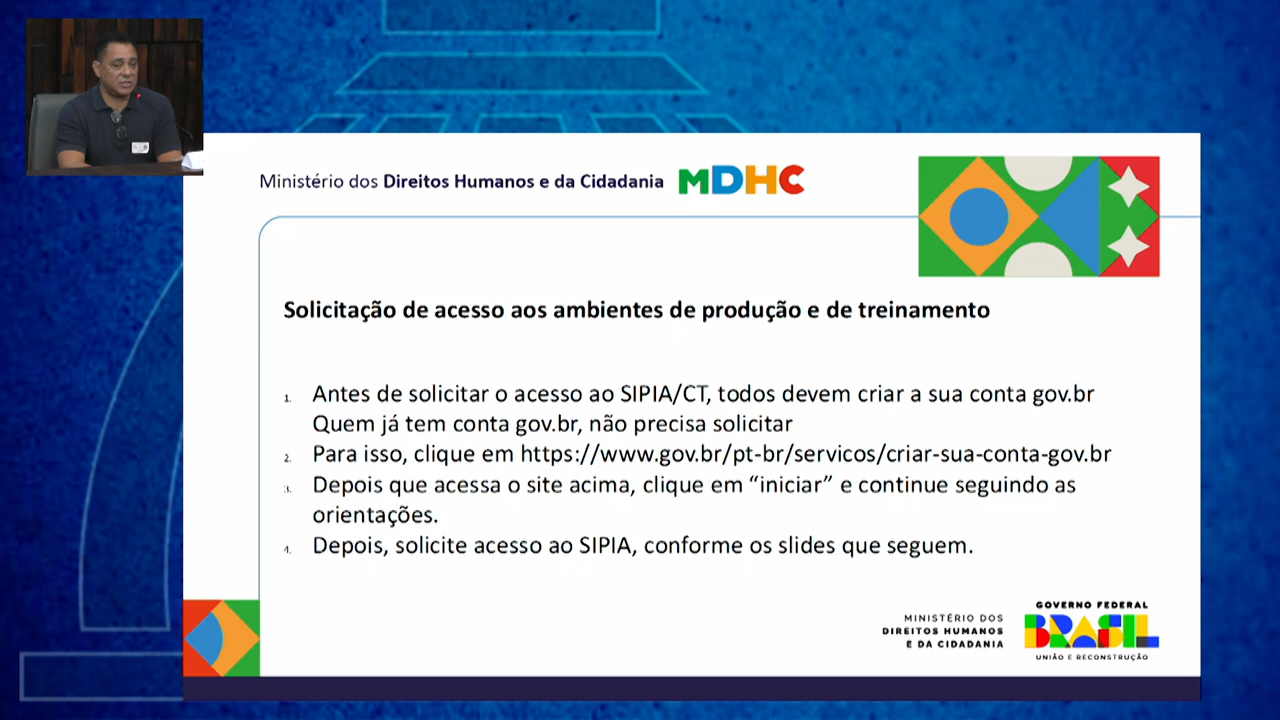 Ministério dos Direitos Humanos e da Cidadania MDHC
Solicitação de acesso aos ambientes de produção e de treinamento
1. Antes de solicitar o acesso ao SIPIA/CT, todos devem criar a sua conta gov.br
Quem já tem conta gov.br, não precisa solicitar
2. Para isso, clique em https://www.gov.br/pt-br/servicos/criar-sua-conta-gov.br
3. Depois que acessa o site acima, clique em “iniciar” e continue seguindo as
orientações.
4. Depois, solicite acesso ao SIPIA, conforme os slides que seguem.
MINISTÉRIO DOS
DIREITOS HUMANOS
E DA CIDADANIA
GOVERNO FEDERAL
BRASIL
UNIÃO E RECONSTRUÇÃO